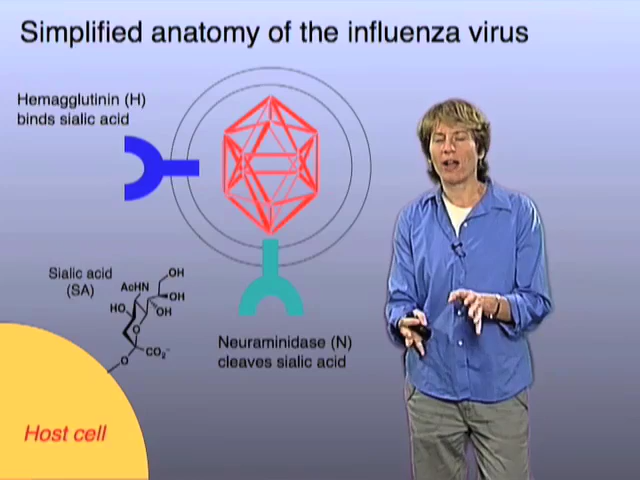 Simplified anatomy of the influenza virus
Hemagglutinin (H)
binds sialic acid
Sialic acid
(SA)
OH
AcHN
OH
HO
OH
O
CO₂⁻
O
Neuraminidase (N)
cleaves sialic acid
Host cell